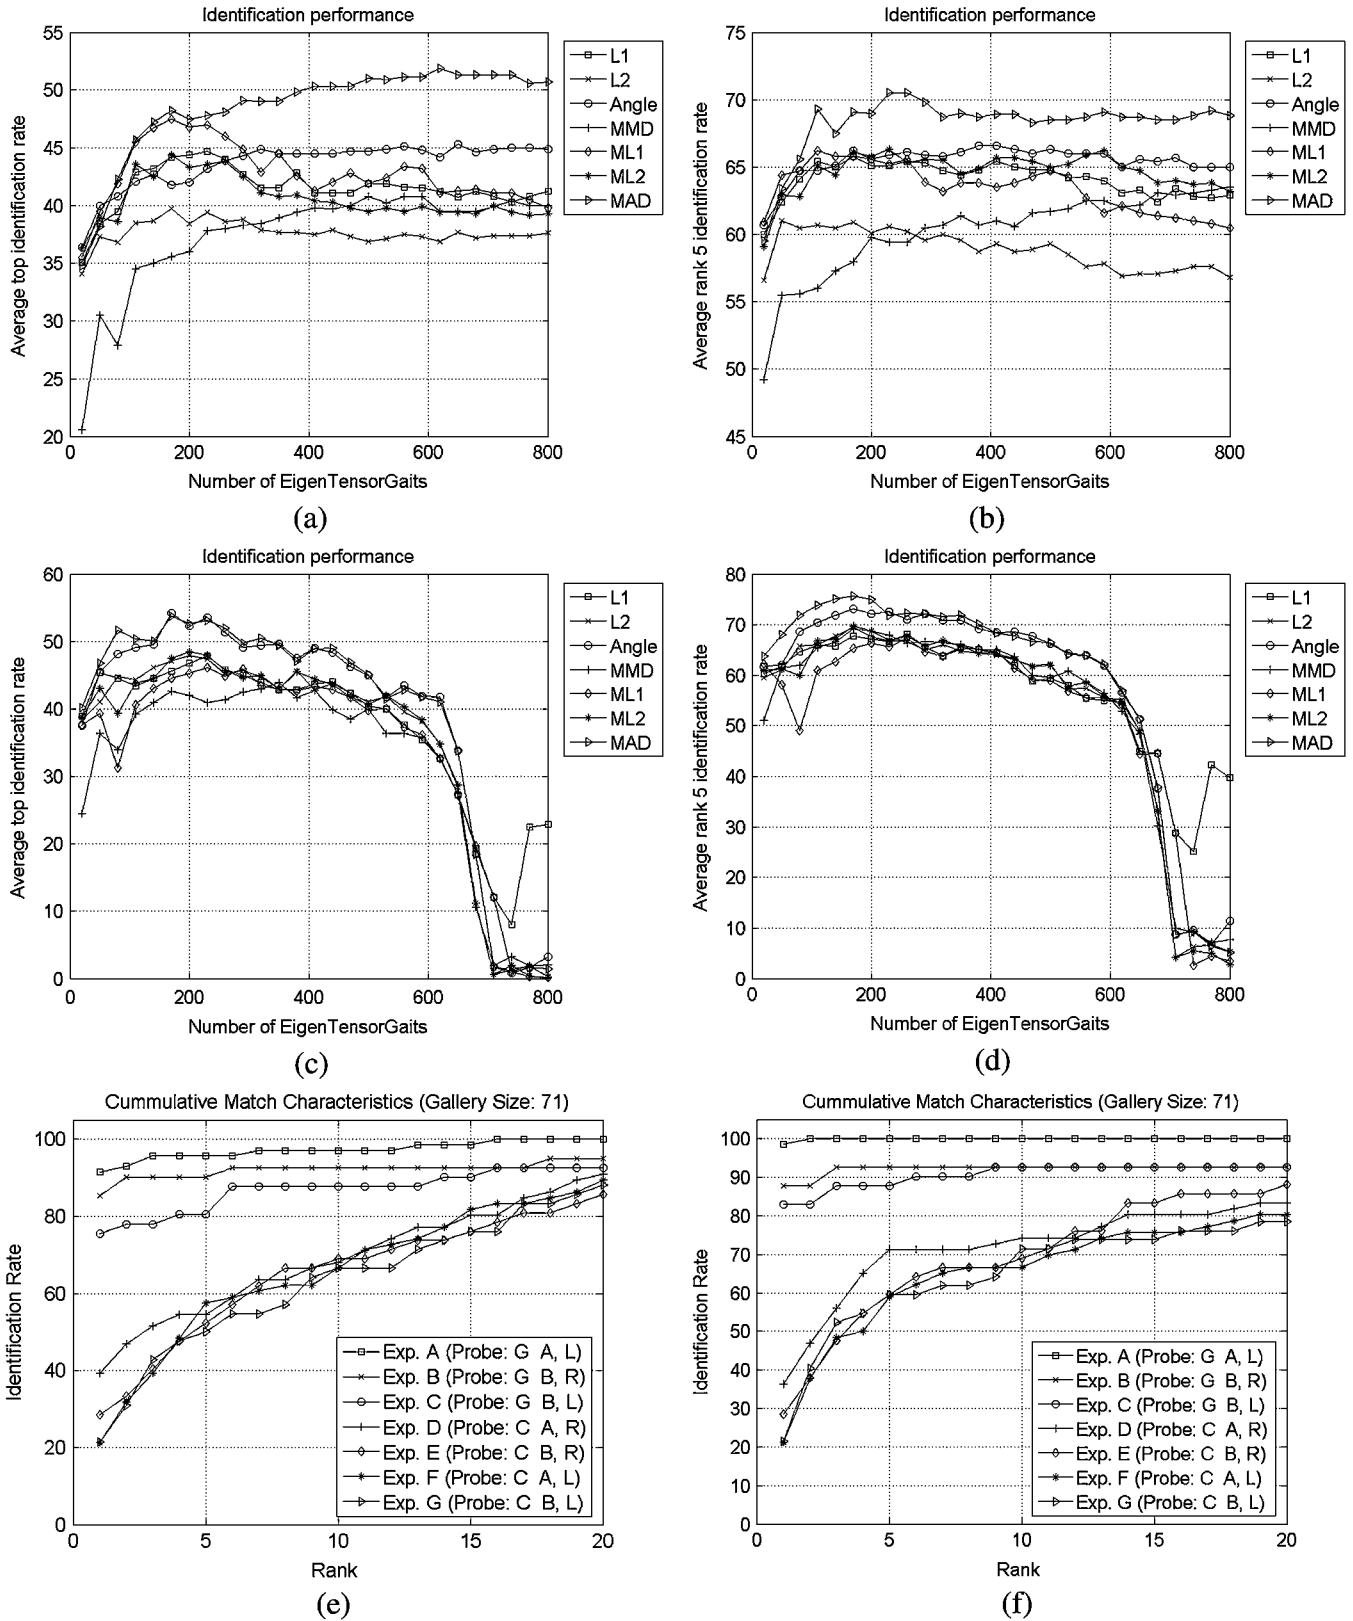 Identification performance
55
50
45
40
35
30
25
20
0
200
400
600
800
Average top identification rate
Number of EigenTensorGaits
L1
L2
Angle
MMD
ML1
ML2
MAD
(a)
Identification performance
75
70
65
60
55
50
45
0
200
400
600
800
Average rank 5 identification rate
Number of EigenTensorGaits
L1
L2
Angle
MMD
ML1
ML2
MAD
(b)
Identification performance
60
50
40
30
20
10
0
0
200
400
600
800
Average top identification rate
Number of EigenTensorGaits
L1
L2
Angle
MMD
ML1
ML2
MAD
(c)
Identification performance
80
70
60
50
40
30
20
10
0
0
200
400
600
800
Average rank 5 identification rate
Number of EigenTensorGaits
L1
L2
Angle
MMD
ML1
ML2
MAD
(d)
Cummulative Match Characteristics (Gallery Size: 71)
100
80
60
40
20
0
0
5
10
15
20
Identification Rate
Rank
Exp. A (Probe: G A, L)
Exp. B (Probe: G B, R)
Exp. C (Probe: G B, L)
Exp. D (Probe: C A, R)
Exp. E (Probe: C B, R)
Exp. F (Probe: C A, L)
Exp. G (Probe: C B, L)
(e)
Cummulative Match Characteristics (Gallery Size: 71)
100
90
80
70
60
50
40
30
20
10
0
0
5
10
15
20
Identification Rate
Rank
Exp. A (Probe: G A, L)
Exp. B (Probe: G B, R)
Exp. C (Probe: G B, L)
Exp. D (Probe: C A, R)
Exp. E (Probe: C B, R)
Exp. F (Probe: C A, L)
Exp. G (Probe: C B, L)
(f)